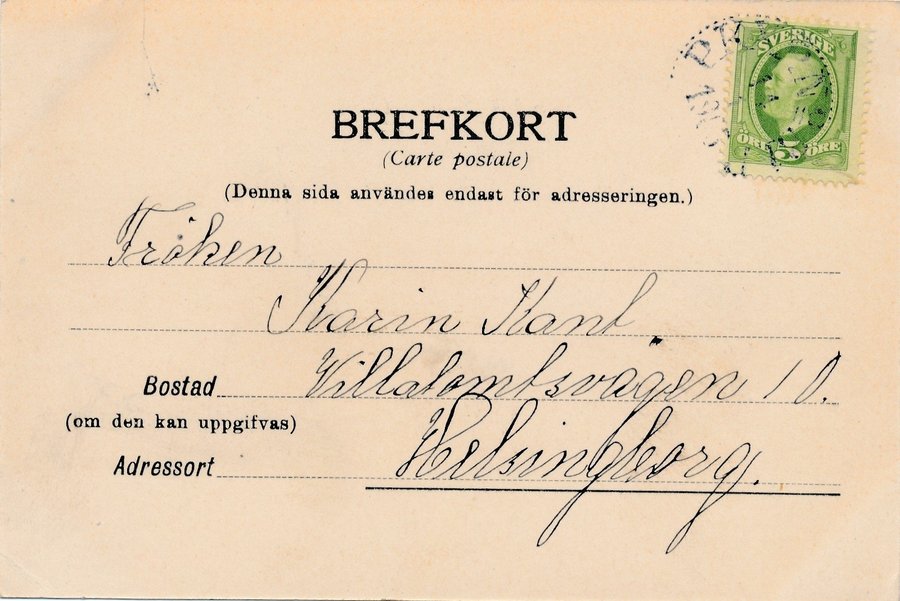 SVERIGE
ÖRE 5 ÖRE
BREFKORT
(Carte postale)
(Denna sida användes endast för adresseringen.)
Fröken
Karin Kant
Bostad Villatomtsvägen 10.
(om den kan uppgifvas)
Adressort Helsingborg.